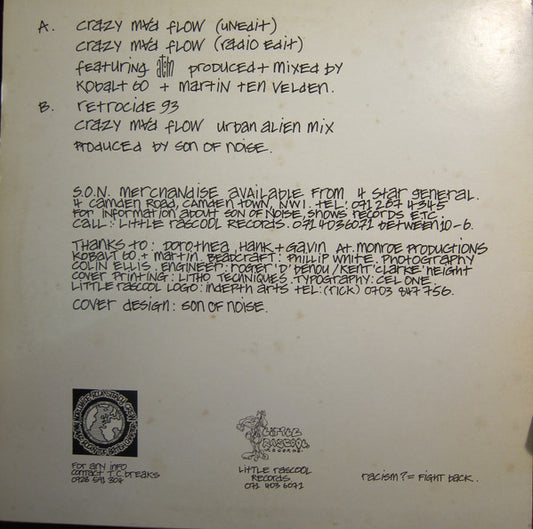 A. Crazy Mad Flow (unedit)
Crazy Mad Flow (radio edit)
featuring produced + mixed by
Kobalt 60 + Martin Ten Velden.
B. Retrocide 93
Crazy Mad Flow urban alien mix
produced by Son of Noise.
S.O.N. merchandise available from 4 Star General.
4 Camden Road, Camden Town, NW1. Tel: 071 267 4345
For information about Son of Noise, shows records etc
call: Little Rascool Records. 071 403 6071 between 10-6.
Thanks to: Dorothea, Hank + Gavin at. Monroe Productions
Kobalt 60. + Martin. Beadcraft: Phillip White. Photography
Colin Ellis. Engineer: Roger 'D' Benou / Kent 'Clarke' Height
Cover printing: Litho Techniques. Typography: Cel One.
Little Rascool logo: Indepth Arts Tel: (Rick) 0703 847 756.
Cover design: Son of Noise.
LITTLE
RASCOOL
RECORDS
For any info
contact T.C. Breaks
Little Rascool
Records
071 403 6071
racism? = Fight back.